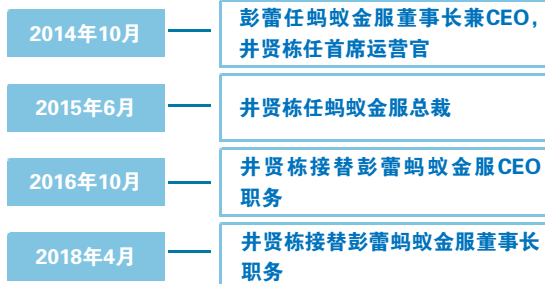 2014年10月
彭蕾任蚂蚁金服董事长兼CEO，
井贤栋任首席运营官
2015年6月
井贤栋任蚂蚁金服总裁
2016年10月
井贤栋接替彭蕾蚂蚁金服CEO
职务
2018年4月
井贤栋接替彭蕾蚂蚁金服董事长
职务